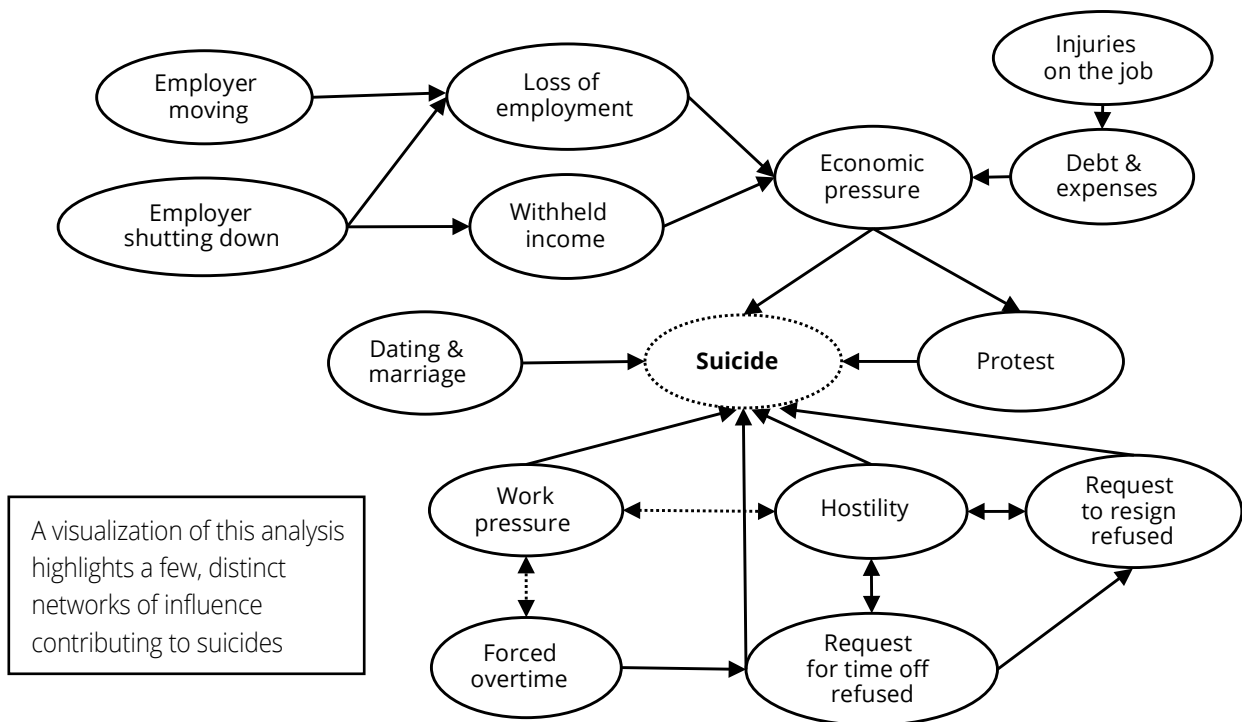 Employer
moving
Loss of
employment
Injuries
on the job
Economic
pressure
Debt &
expenses
Employer
shutting down
Withheld
income
Dating &
marriage
Suicide
Protest
Work
pressure
Hostility
Request
to resign
refused
A visualization of this analysis
highlights a few, distinct
networks of influence
contributing to suicides
Forced
overtime
Request
for time off
refused